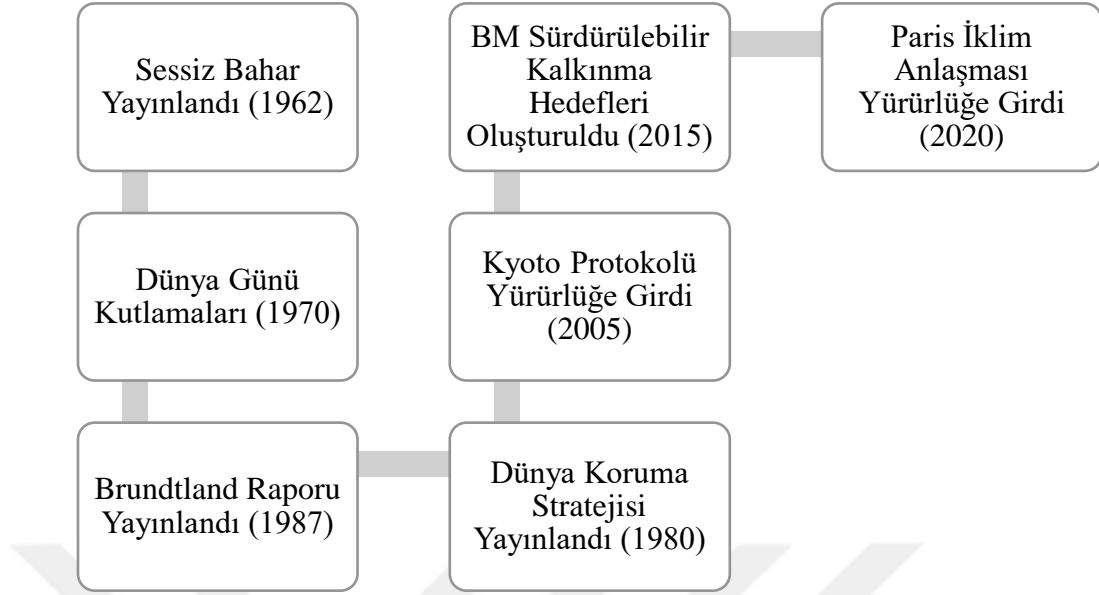 Sessiz Bahar
Yayınlandı (1962)
Dünya Günü
Kutlamaları (1970)
Brundtland Raporu
Yayınlandı (1987)
Dünya Koruma
Stratejisi
Yayınlandı (1980)
Kyoto Protokolü
Yürürlüğe Girdi
(2005)
BM Sürdürülebilir
Kalkınma
Hedefleri
Oluşturuldu (2015)
Paris İklim
Anlaşması
Yürürlüğe Girdi
(2020)